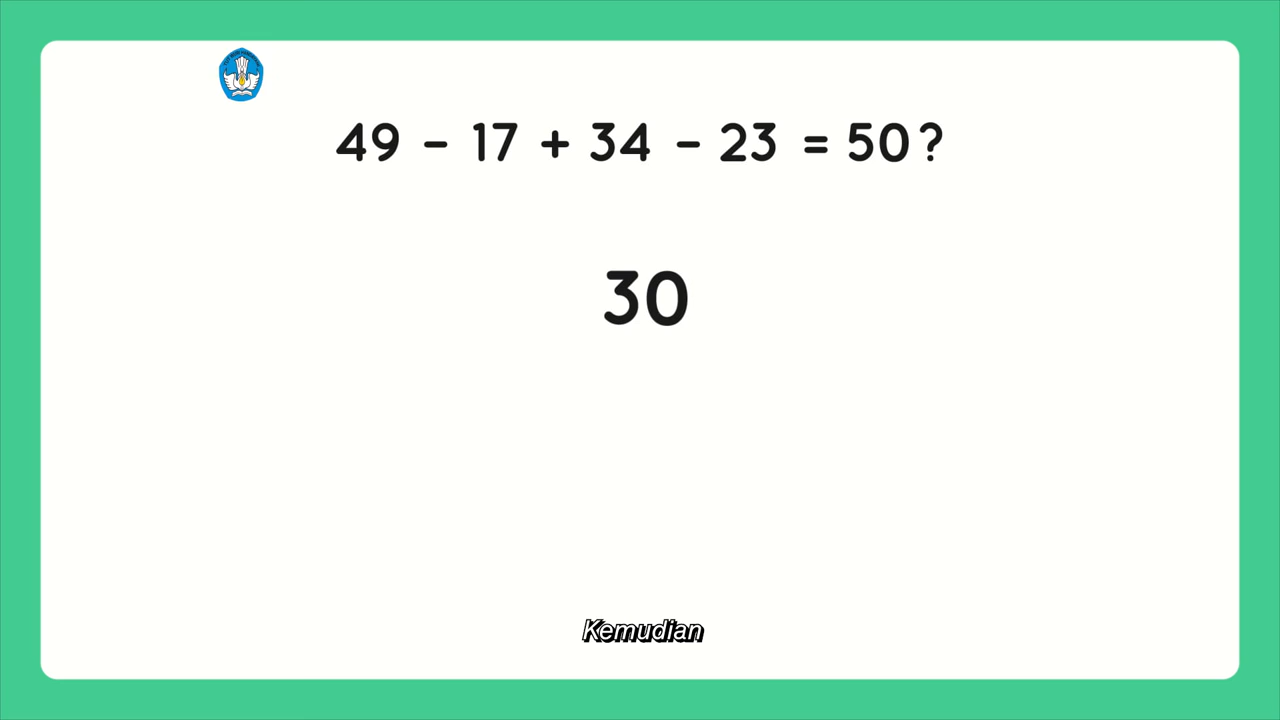 49 – 17 + 34 – 23 = 50?
30
Kemudian